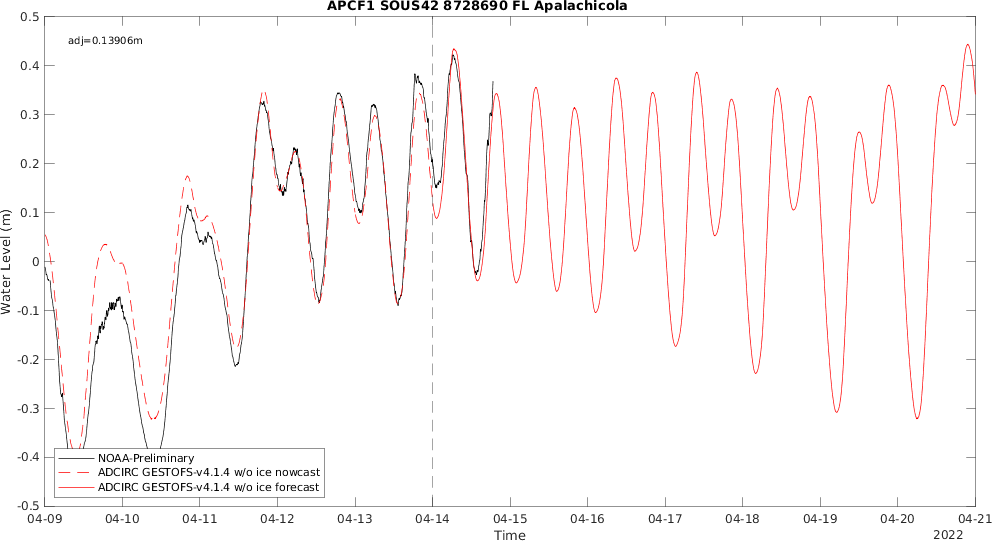 APCF1 SOUS42 8728690 FL Apalachicola
adj=0.13906m
0.5
0.4
0.3
0.2
0.1
0
-0.1
-0.2
-0.3
-0.4
-0.5
Water Level (m)
NOAA-Preliminary
ADCIRC GESTOFS-v4.1.4 w/o ice nowcast
ADCIRC GESTOFS-v4.1.4 w/o ice forecast
04-09 04-10 04-11 04-12 04-13 04-14 04-15 04-16 04-17 04-18 04-19 04-20 04-21
Time
2022